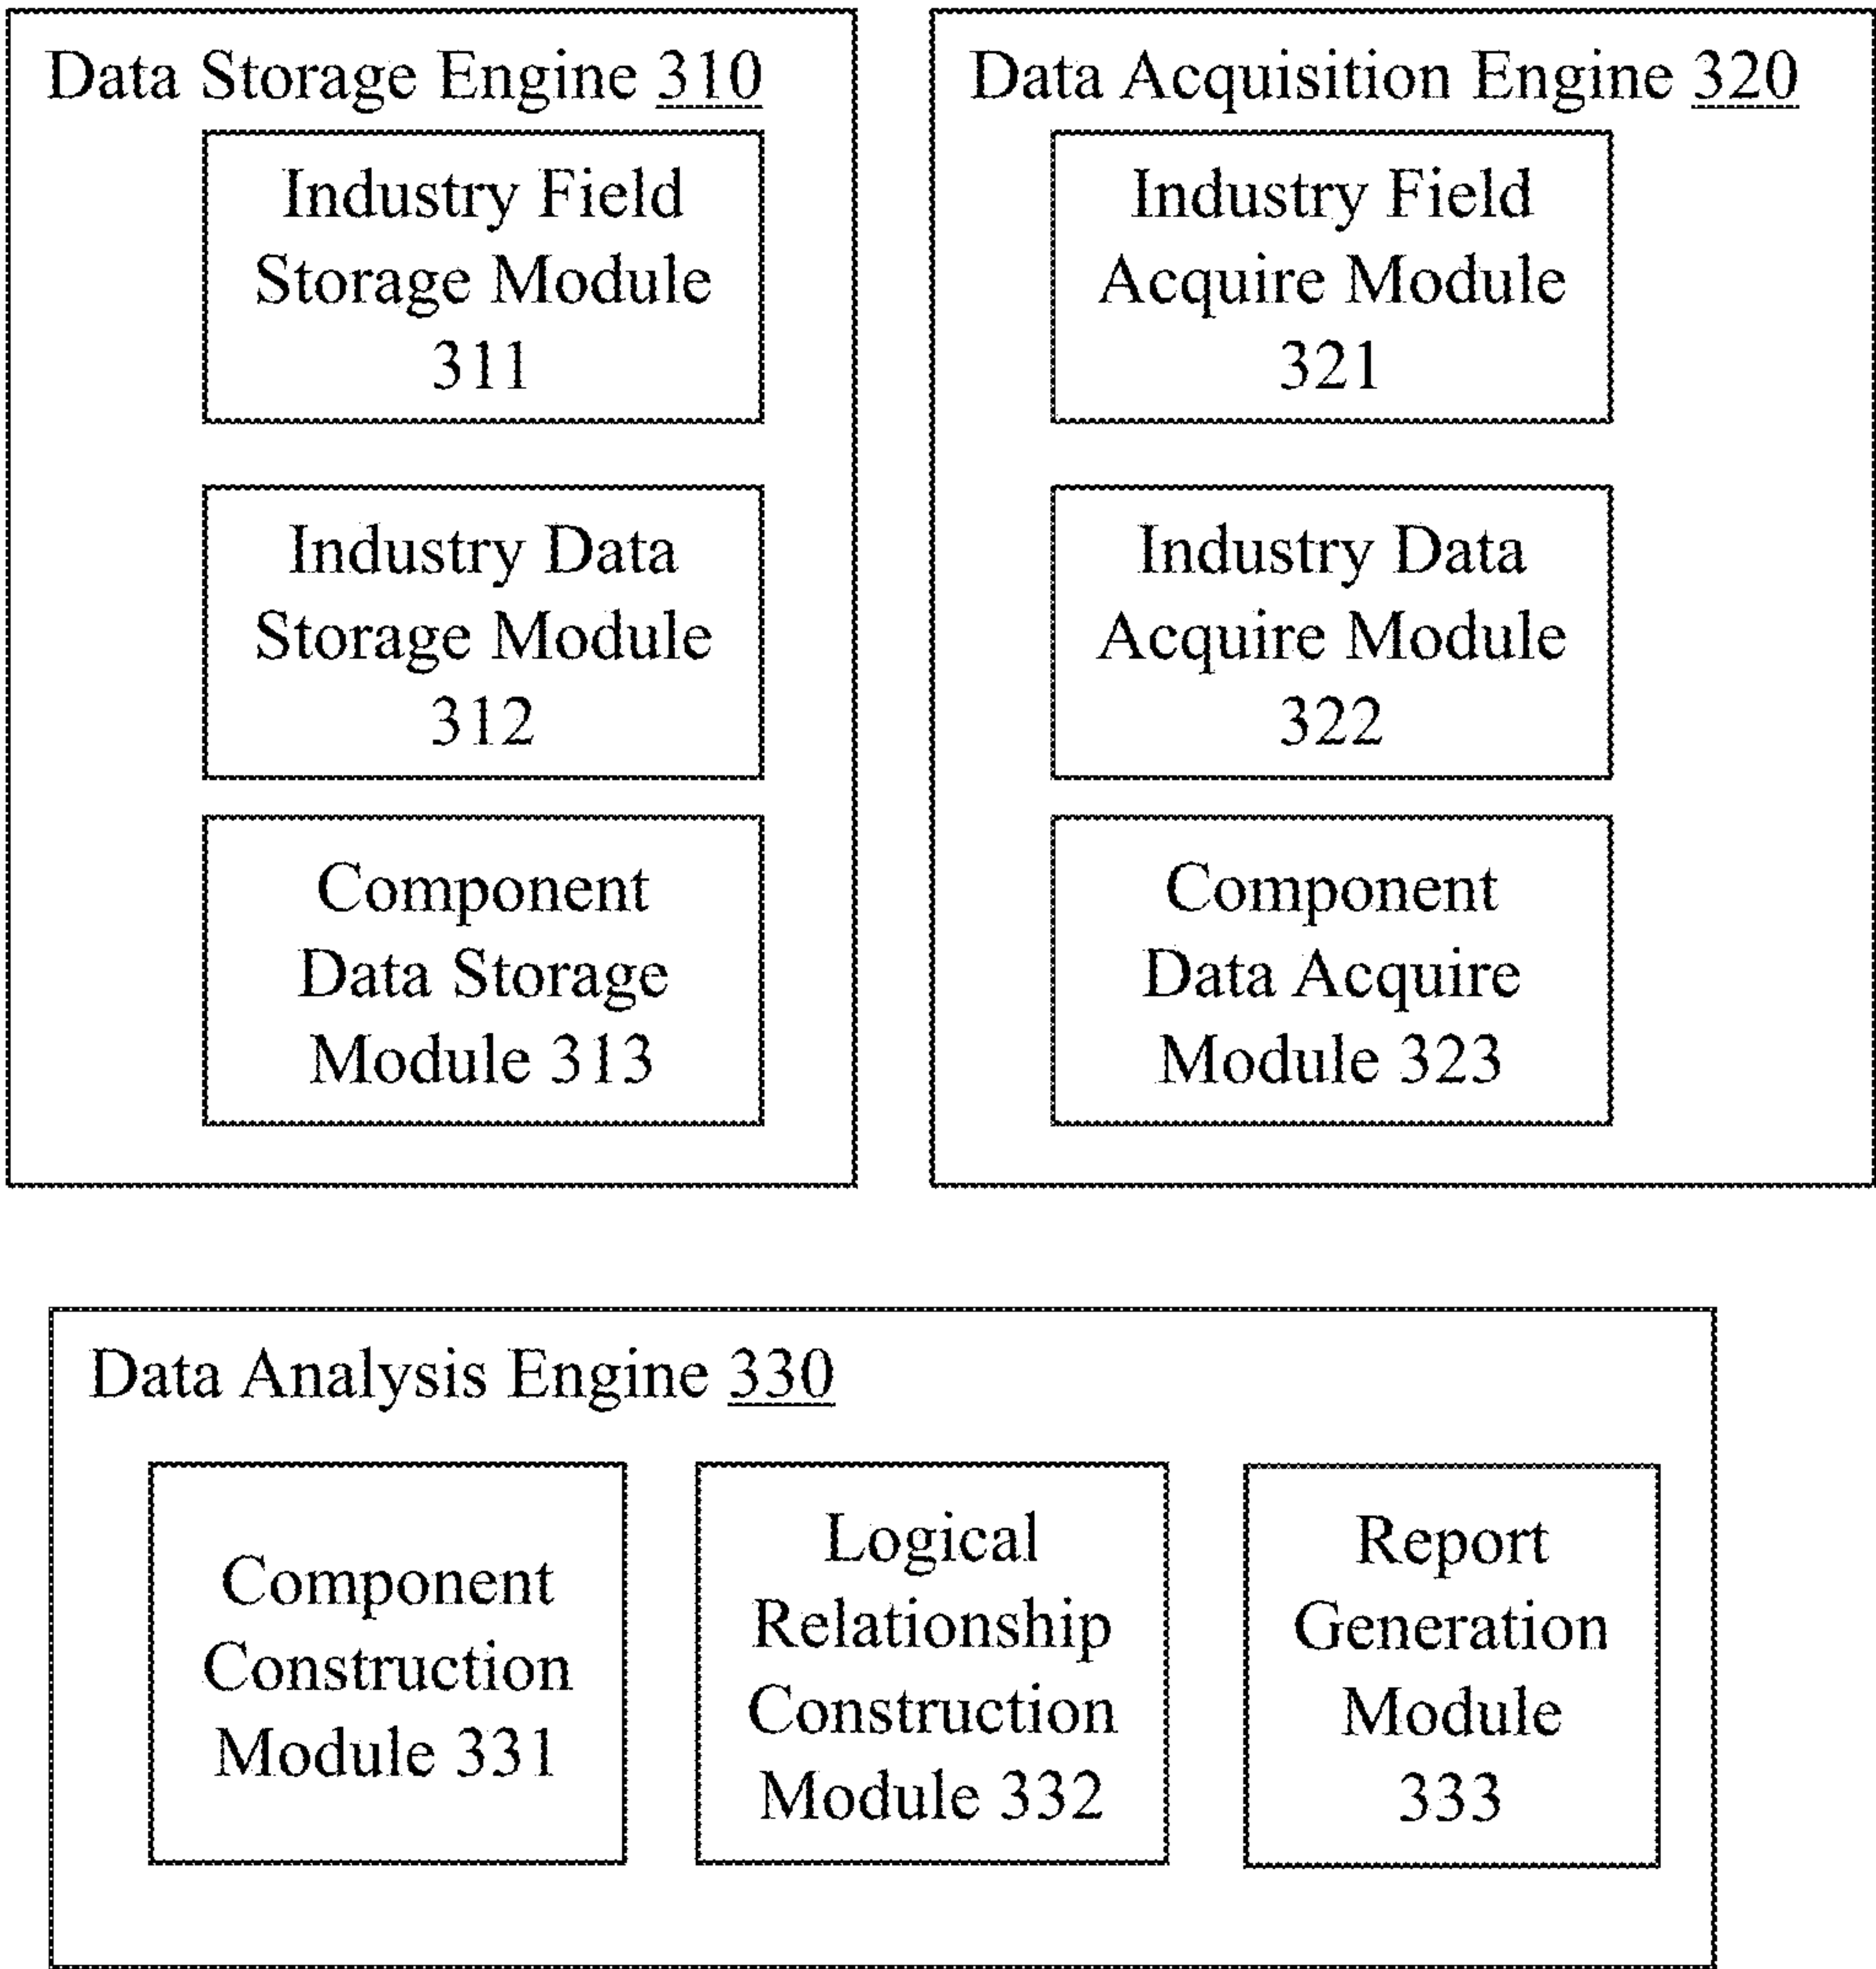 Data Storage Engine 310
Industry Field
Storage Module
311
Industry Data
Storage Module
312
Component
Data Storage
Module 313
Data Acquisition Engine 320
Industry Field
Acquire Module
321
Industry Data
Acquire Module
322
Component
Data Acquire
Module 323
Data Analysis Engine 330
Component
Construction
Module 331
Logical
Relationship
Construction
Module 332
Report
Generation
Module
333